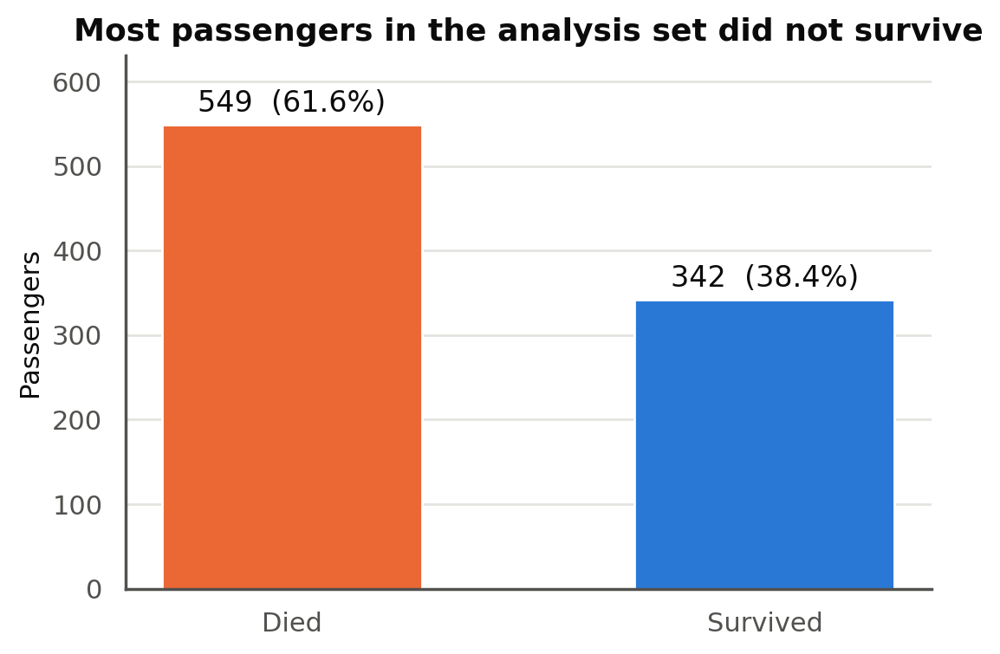 Most passengers in the analysis set did not survive
Passengers
600
500
400
300
200
100
0
549  (61.6%)
342  (38.4%)
Died
Survived